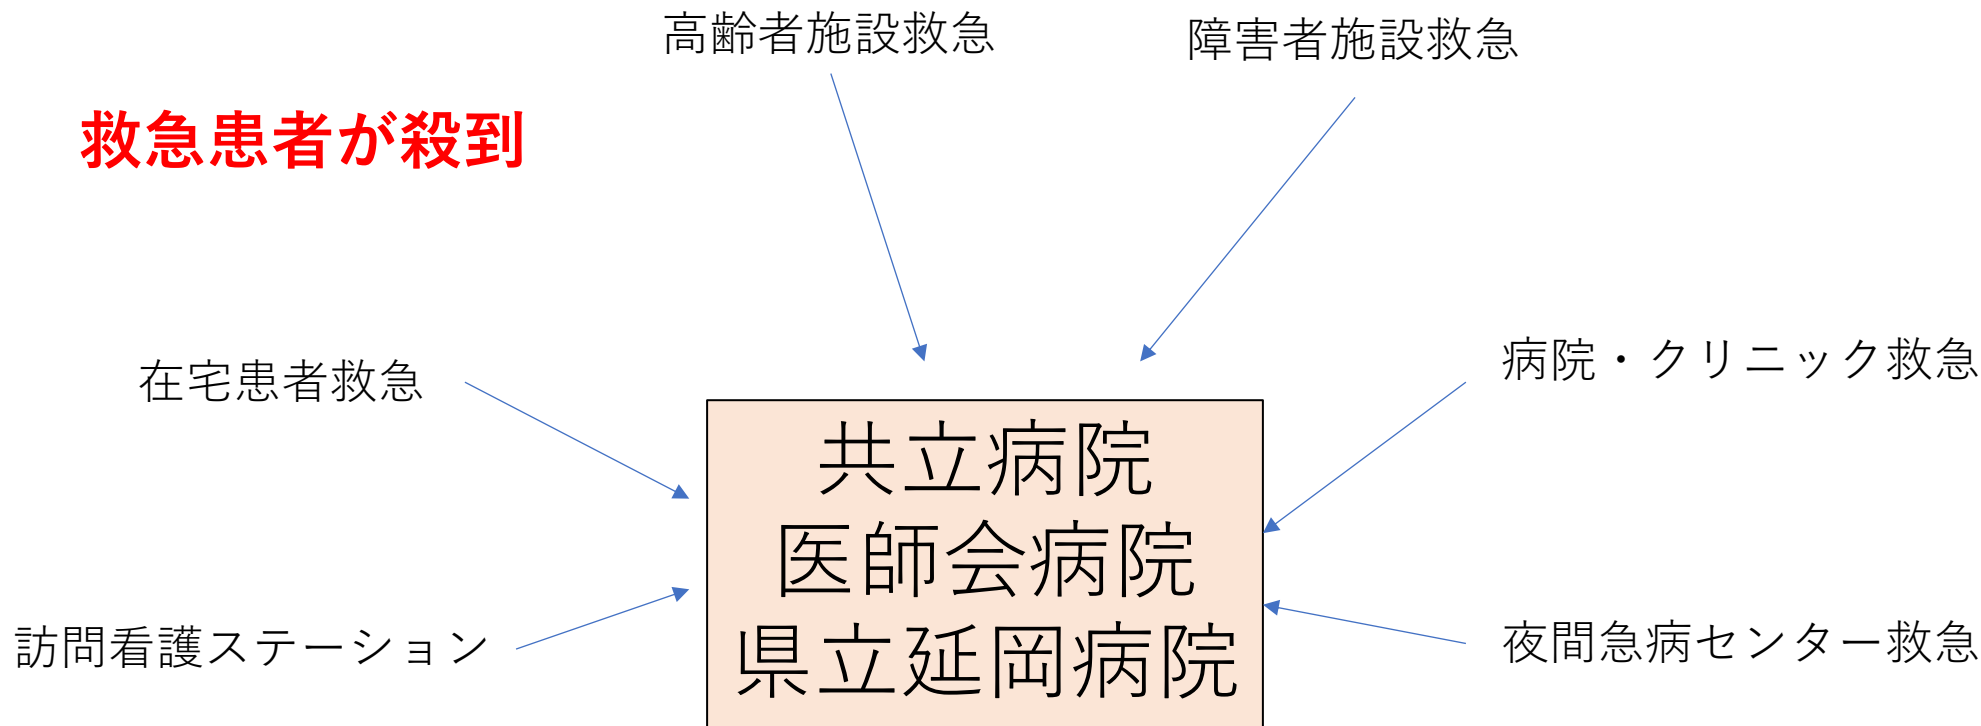 高齢者施設救急
障害者施設救急
救急患者が殺到
在宅患者救急
病院・クリニック救急
共立病院
医師会病院
県立延岡病院
訪問看護ステーション
夜間急病センター救急